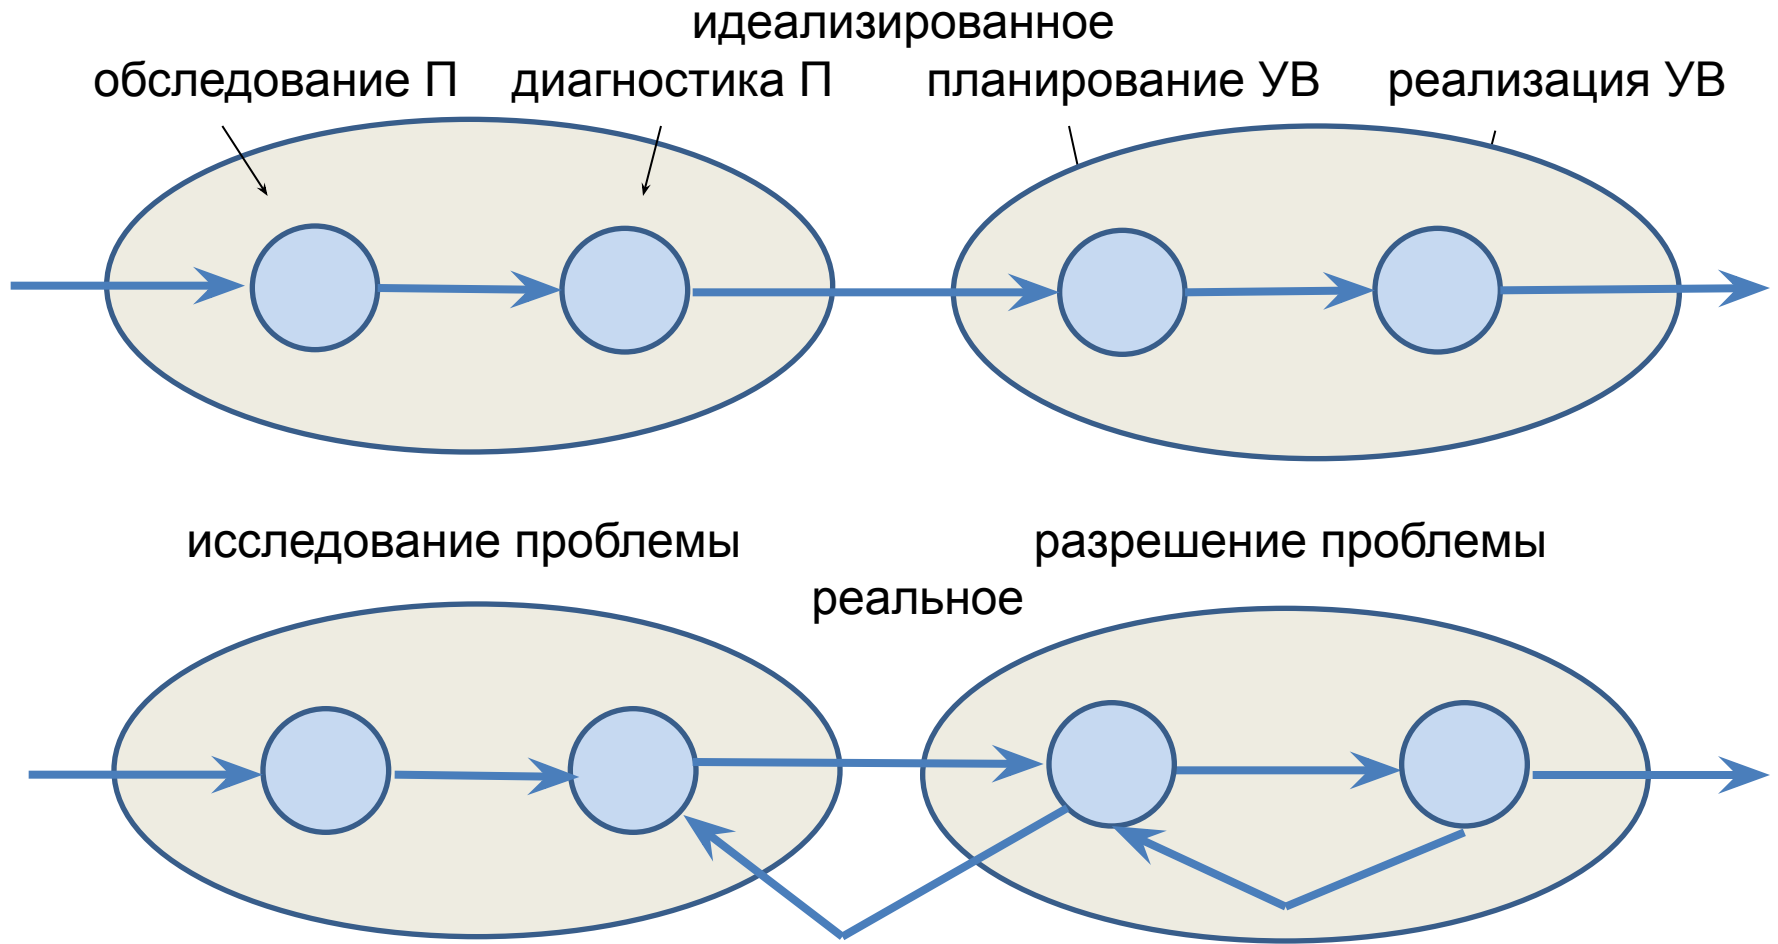 идеализированное
обследование П диагностика П планирование УВ реализация УВ
исследование проблемы разрешение проблемы
реальное